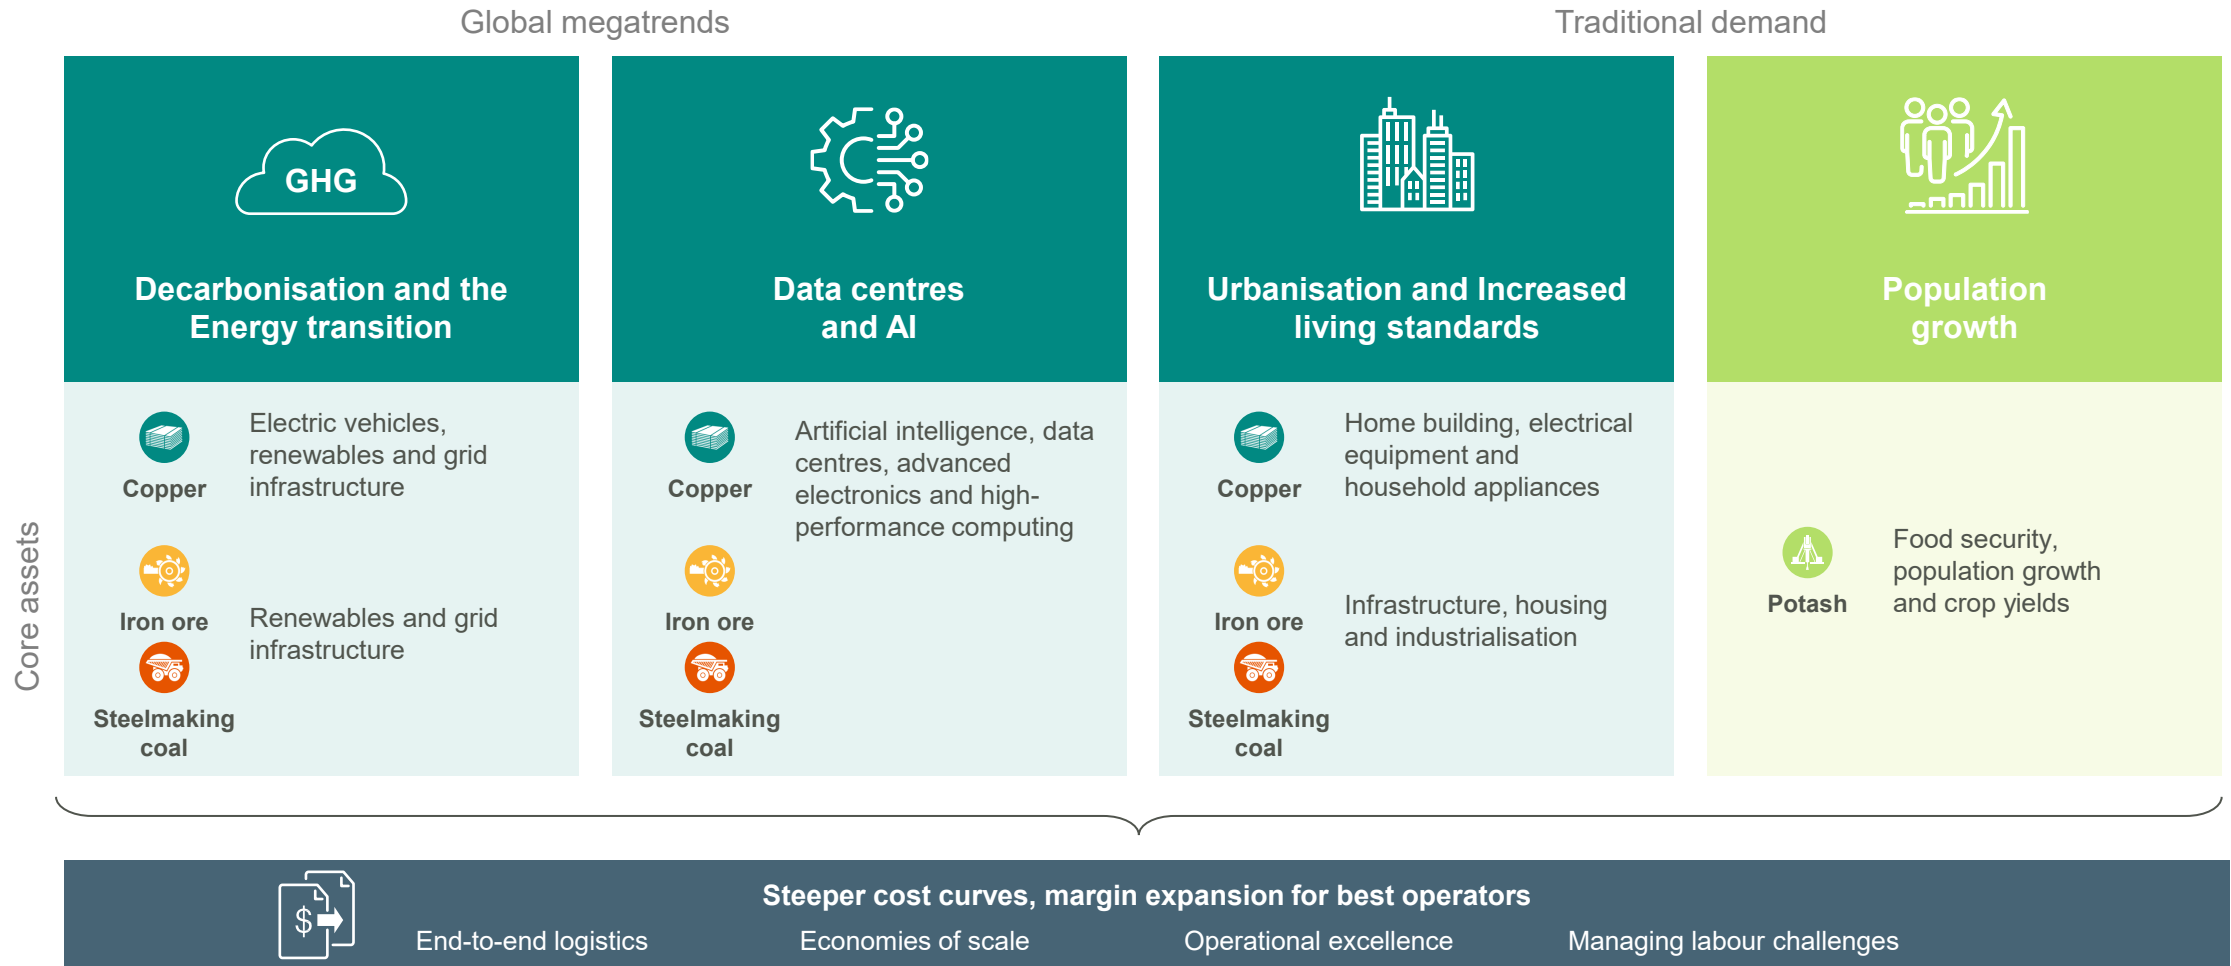 Global megatrends
Traditional demand
GHG
Decarbonisation and the
Energy transition
Data centres
and AI
Urbanisation and Increased
living standards
Population
growth
Core assets
Copper
Electric vehicles,
renewables and grid
infrastructure
Iron ore
Steelmaking
coal
Renewables and grid
infrastructure
Copper
Artificial intelligence, data
centres, advanced
electronics and high-
performance computing
Iron ore
Steelmaking
coal
Copper
Home building, electrical
equipment and
household appliances
Iron ore
Steelmaking
coal
Infrastructure, housing
and industrialisation
Potash
Food security,
population growth
and crop yields
$
Steeper cost curves, margin expansion for best operators
End-to-end logistics
Economies of scale
Operational excellence
Managing labour challenges